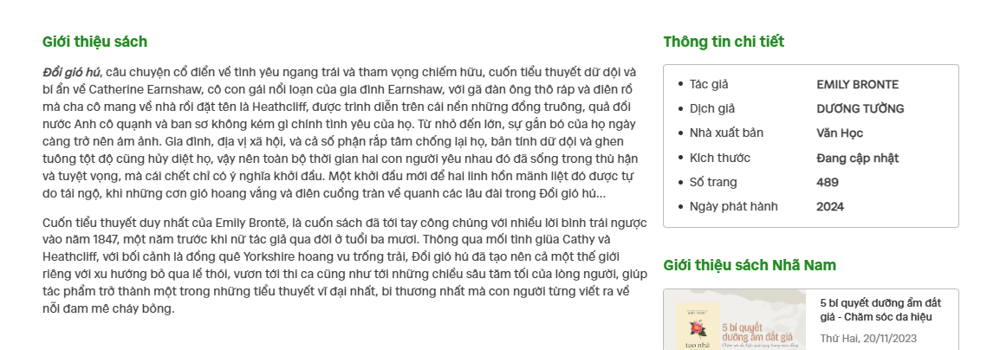 Giới thiệu sách
Đồi gió hú, câu chuyện cổ điển về tình yêu ngang trái và tham vọng chiếm hữu, cuốn tiểu thuyết dữ dội và
bí ẩn về Catherine Earnshaw, cô con gái nổi loạn của gia đình Earnshaw, với gã đàn ông thô ráp và điên rồ
mà cha cô mang về nhà rồi đặt tên là Heathcliff, được trình diễn trên cái nền những đồng truông, quả đồi
nước Anh cô quạnh và ban sơ không kém gì chính tình yêu của họ. Từ nhỏ đến lớn, sự gắn bó của họ ngày
càng trở nên ám ảnh. Gia đình, địa vị xã hội, và cả số phận rắp tâm chống lại họ, bản tính dữ dội và ghen
tuông tột độ cũng hủy diệt họ, vậy nên toàn bộ thời gian hai con người yêu nhau đó đã sống trong thù hận
và tuyệt vọng, mà cái chết chỉ có ý nghĩa khởi đầu. Một khởi đầu mới để hai linh hồn mãnh liệt đó được tự
do tái ngộ, khi những cơn gió hoang vắng và điên cuồng tràn về quanh các lâu đài trong Đồi gió hú...
Cuốn tiểu thuyết duy nhất của Emily Brontë, là cuốn sách đã tới tay công chúng với nhiều lời bình trái ngược
vào năm 1847, một năm trước khi nữ tác giả qua đời ở tuổi ba mươi. Thông qua mối tình giữa Cathy và
Heathcliff, với bối cảnh là đồng quê Yorkshire hoang vu trống trải, Đồi gió hú đã tạo nên cả một thế giới
riêng với xu hướng bỏ qua lề thói, vươn tới thi ca cũng như tới những chiều sâu tăm tối của lòng người, giúp
tác phẩm trở thành một trong những tiểu thuyết vĩ đại nhất, bi thương nhất mà con người từng viết ra về
nỗi đam mê cháy bỏng.
Thông tin chi tiết
Tác giả EMILY BRONTE
Dịch giả DƯƠNG TƯỜNG
Nhà xuất bản Văn Học
Kích thước Đang cập nhật
Số trang 489
Ngày phát hành 2024
Giới thiệu sách Nhã Nam
5 bí quyết
dưỡng ẩm đắt giá
tao nhã
5 bí quyết dưỡng ẩm đắt
giá - Chăm sóc da hiệu
Thứ Hai, 20/11/2023